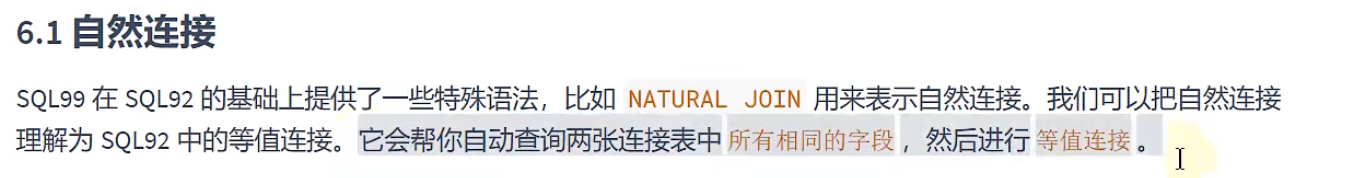 6.1 自然连接
SQL99 在 SQL92 的基础上提供了一些特殊语法，比如 NATURAL JOIN 用来表示自然连接。我们可以把自然连接
理解为 SQL92 中的等值连接。它会帮你自动查询两张连接表中 所有相同的字段 ，然后进行 等值连接 。